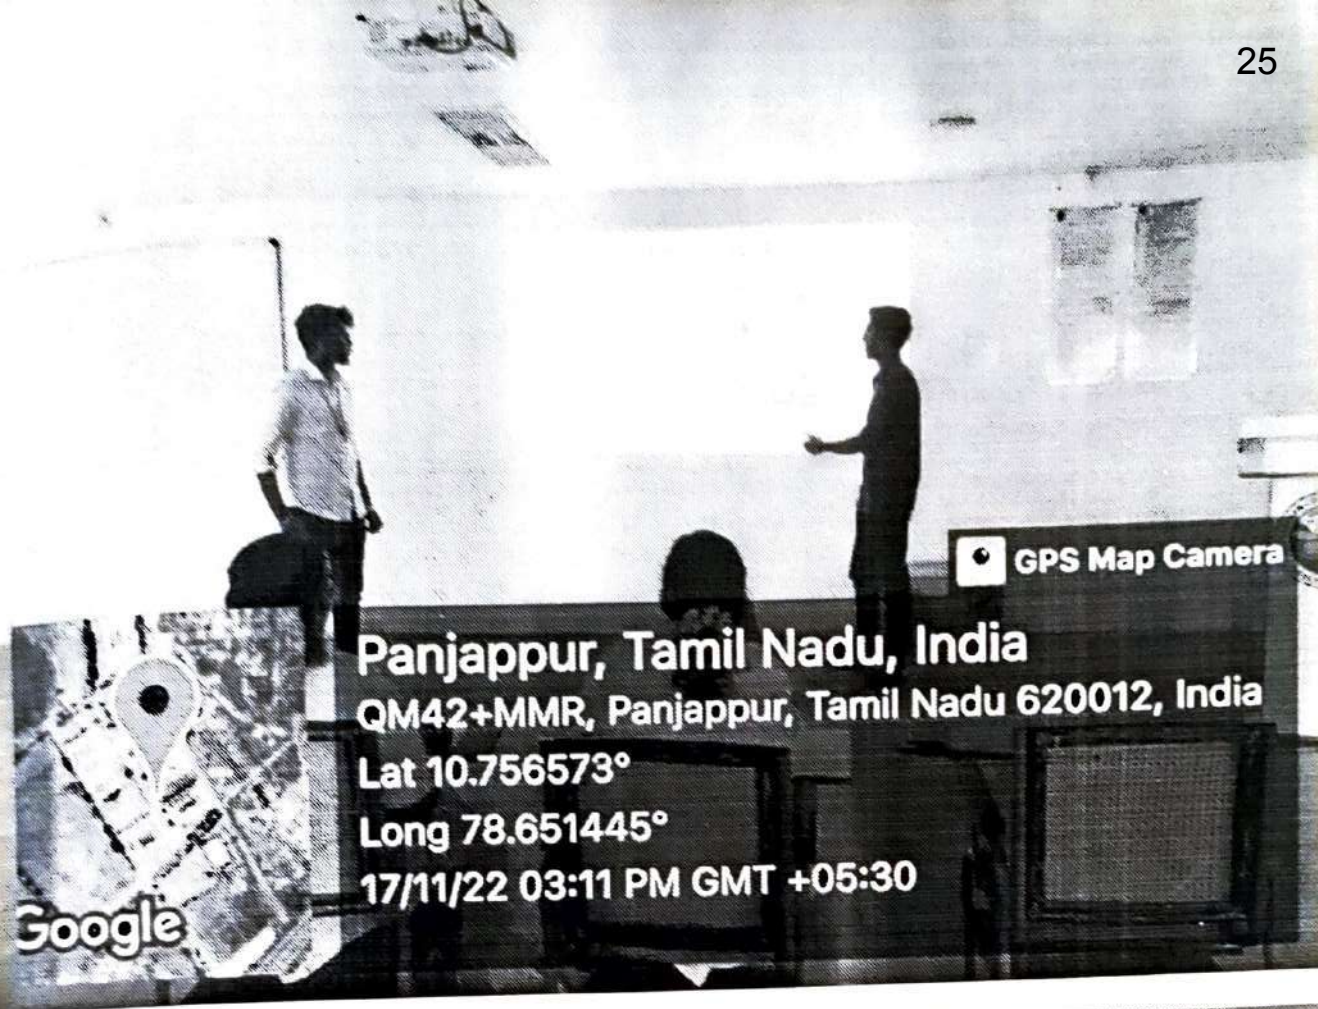 25
GPS Map Camera
Panjappur, Tamil Nadu, India
QM42+MMR, Panjappur, Tamil Nadu 620012, India
Lat 10.756573°
Long 78.651445°
17/11/22 03:11 PM GMT +05:30
Google